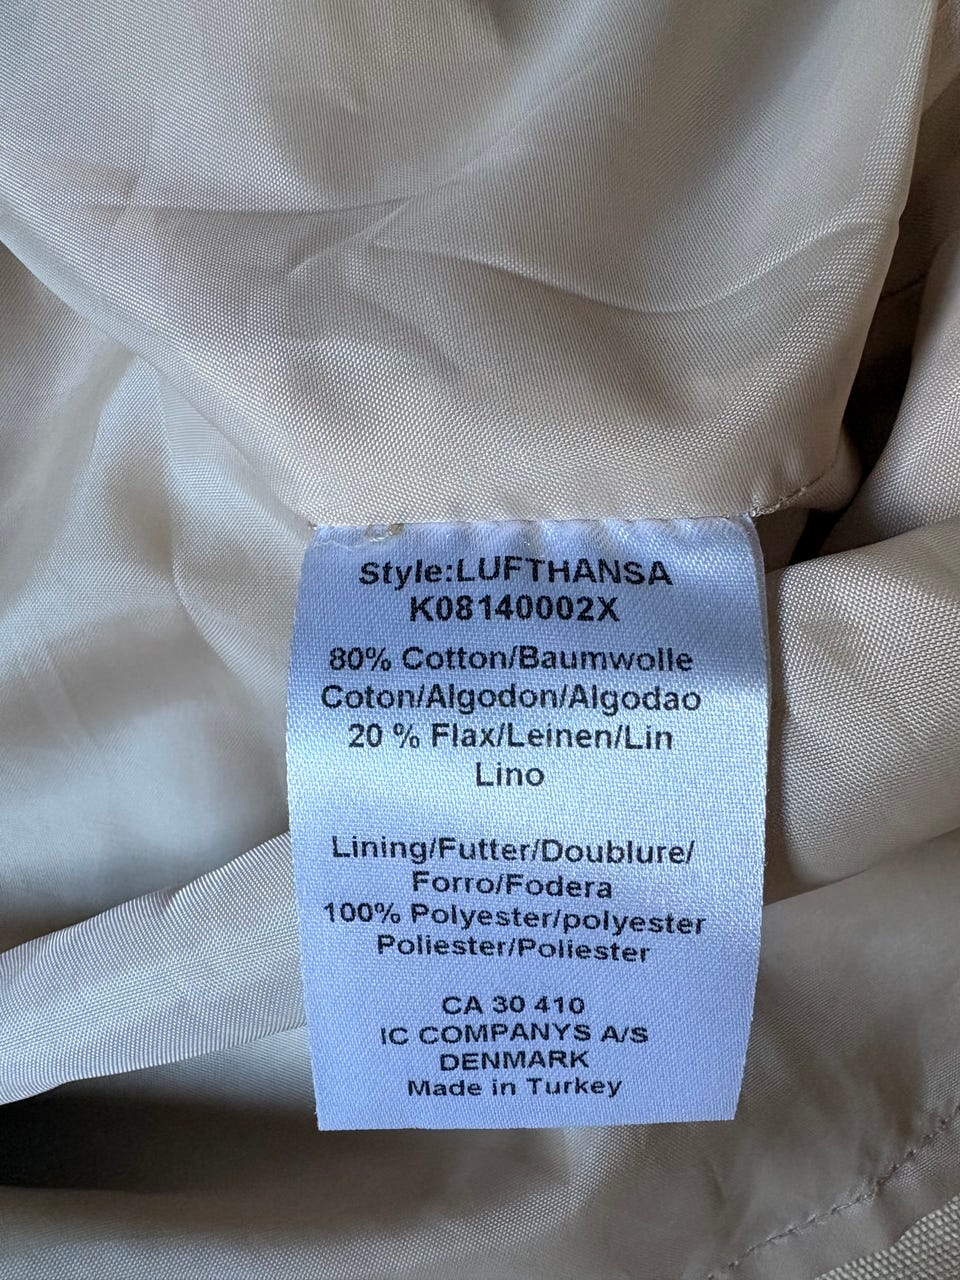 Style:LUFTHANSA
K08140002X
80% Cotton/Baumwolle
Coton/Algodon/Algodao
20 % Flax/Leinen/Lin
Lino
Lining/Futter/Doublure/
Forro/Fodera
100% Polyester/polyester
Poliester/Poliester
CA 30 410
IC COMPANYS A/S
DENMARK
Made in Turkey